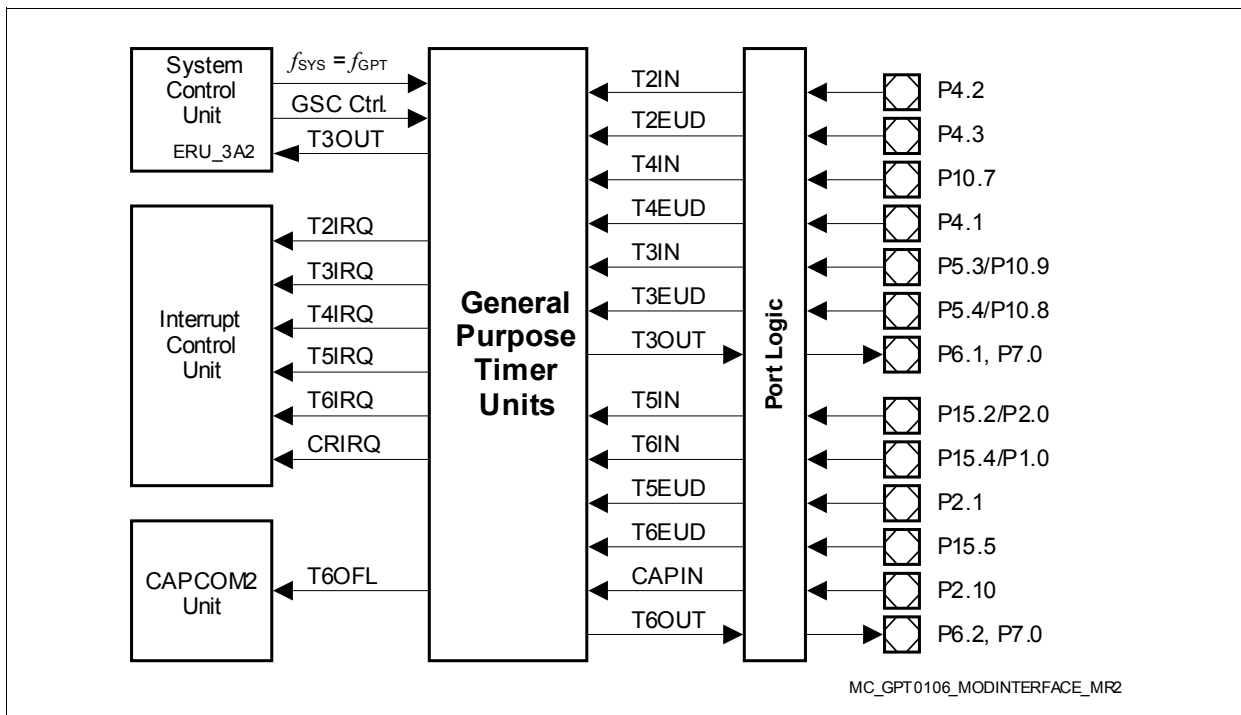 System
Control
Unit
ERU_3A2
fSYS = fGPT
GSC Ctrl.
T3OUT
Interrupt
Control
Unit
T2IRQ
T3IRQ
T4IRQ
T5IRQ
T6IRQ
CRIRQ
CAPCOM2
Unit
T6OFL
General
Purpose
Timer
Units
T2IN
T2EUD
T4IN
T4EUD
T3IN
T3EUD
T3OUT
T5IN
T6IN
T5EUD
T6EUD
CAPIN
T6OUT
Port Logic
P4.2
P4.3
P10.7
P4.1
P5.3/P10.9
P5.4/P10.8
P6.1, P7.0
P15.2/P2.0
P15.4/P1.0
P2.1
P15.5
P2.10
P6.2, P7.0
MC_GPT0106_MODINTERFACE_MR2